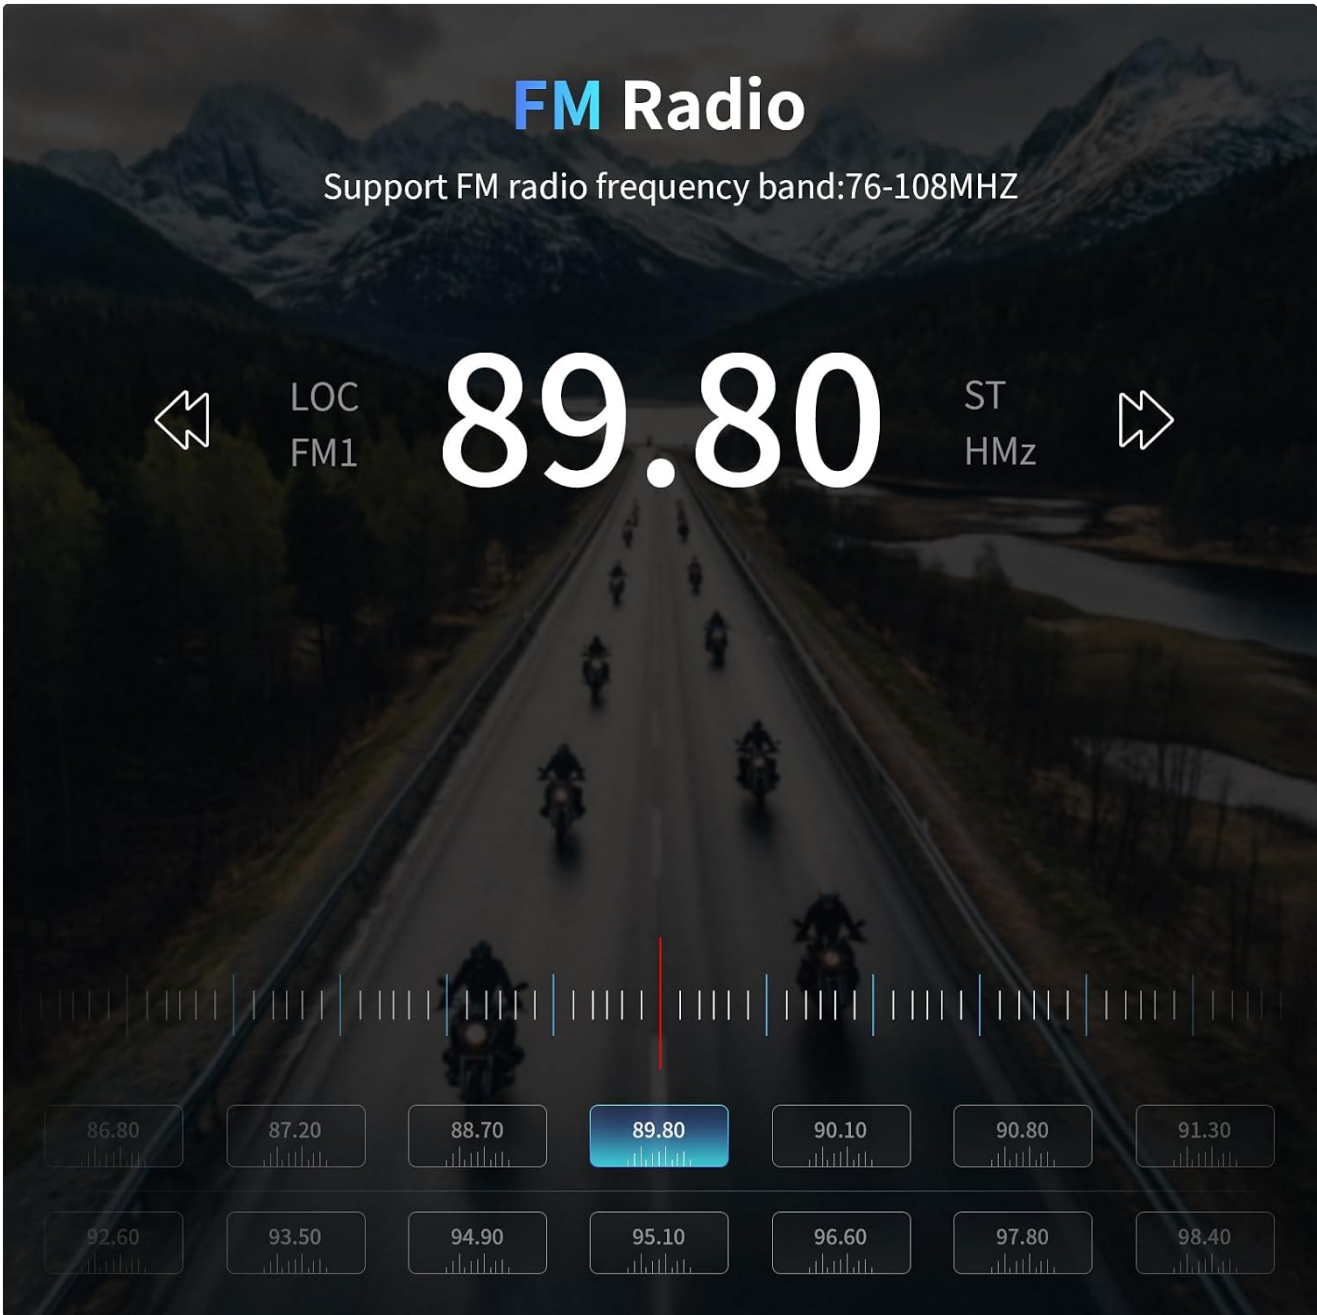 FM Radio
Support FM radio frequency band:76-108MHZ
LOC
FM1
89.80
ST
HMz
86.80 87.20 88.70 89.80 90.10 90.80 91.30
92.60 93.50 94.90 95.10 96.60 97.80 98.40